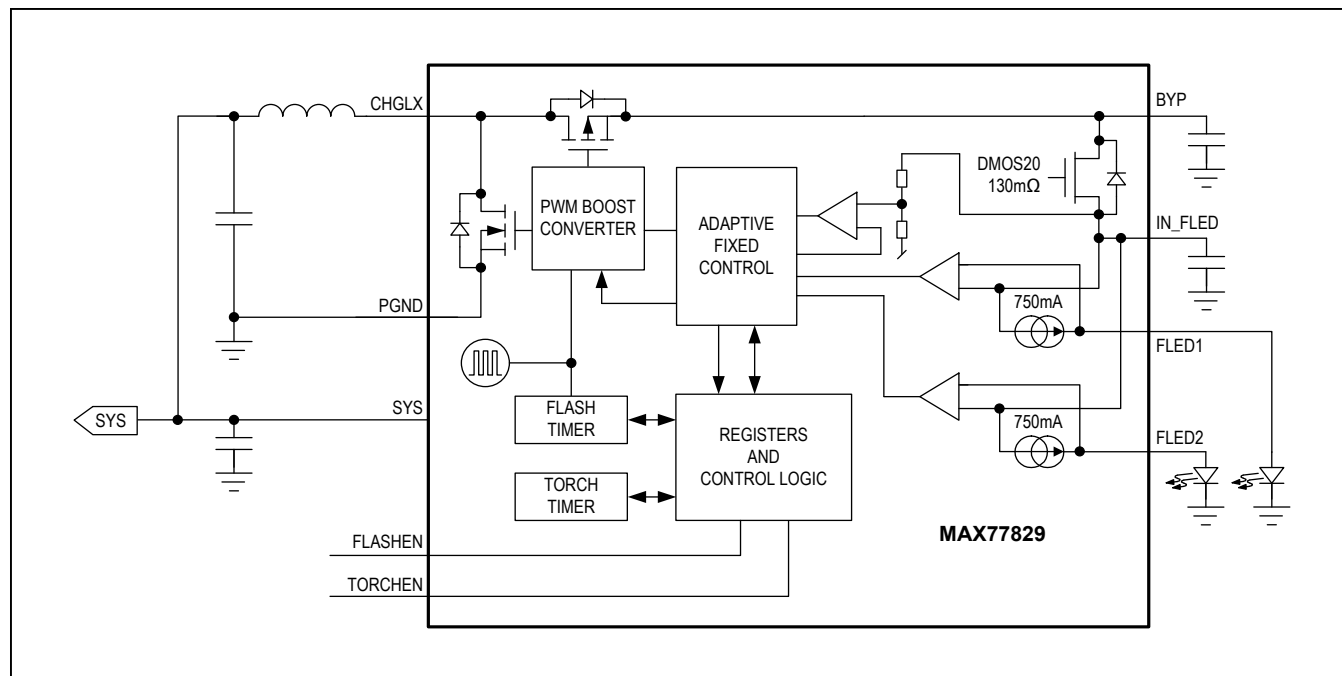 CHGLX
BYP
DMOS20
130mΩ
PWM BOOST
CONVERTER
ADAPTIVE
FIXED
CONTROL
IN_FLED
PGND
750mA
FLED1
SYS
SYS
FLASH
TIMER
REGISTERS
AND
CONTROL LOGIC
750mA
FLED2
TORCH
TIMER
FLASHEN
MAX77829
TORCHEN